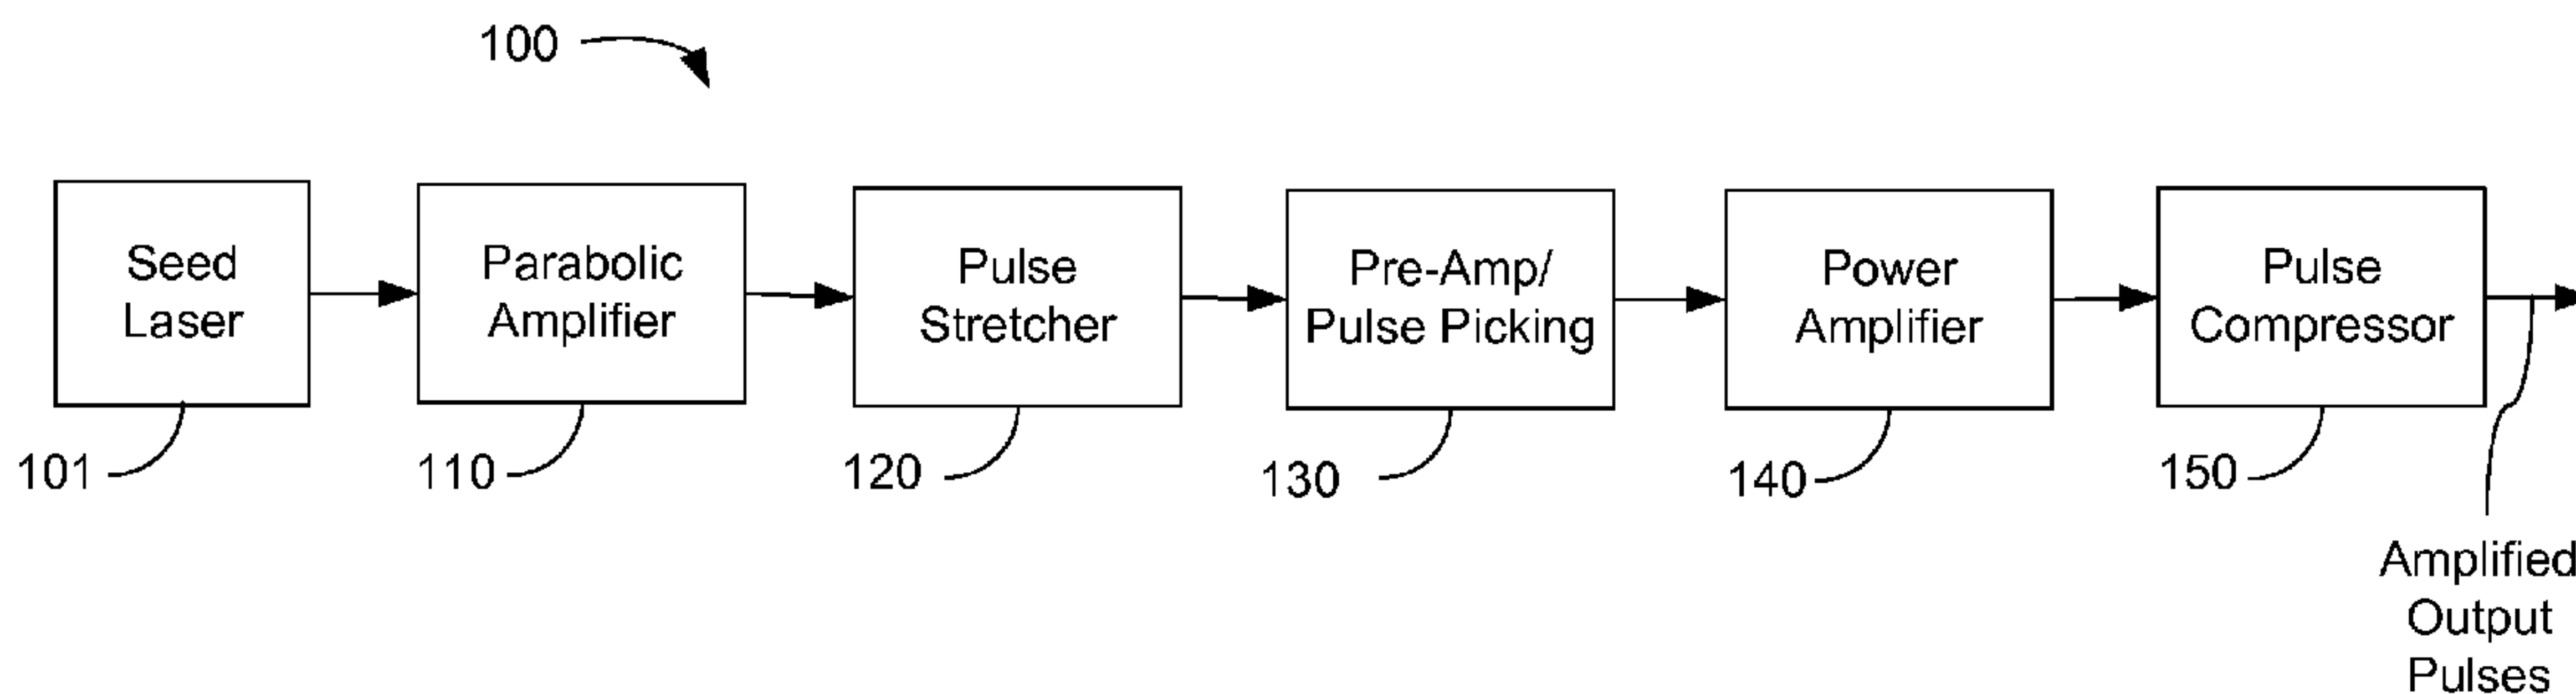 100
Seed
Laser
Parabolic
Amplifier
Pulse
Stretcher
Pre-Amp/
Pulse Picking
Power
Amplifier
Pulse
Compressor
101
110
120
130
140
150
Amplified
Output
Pulses